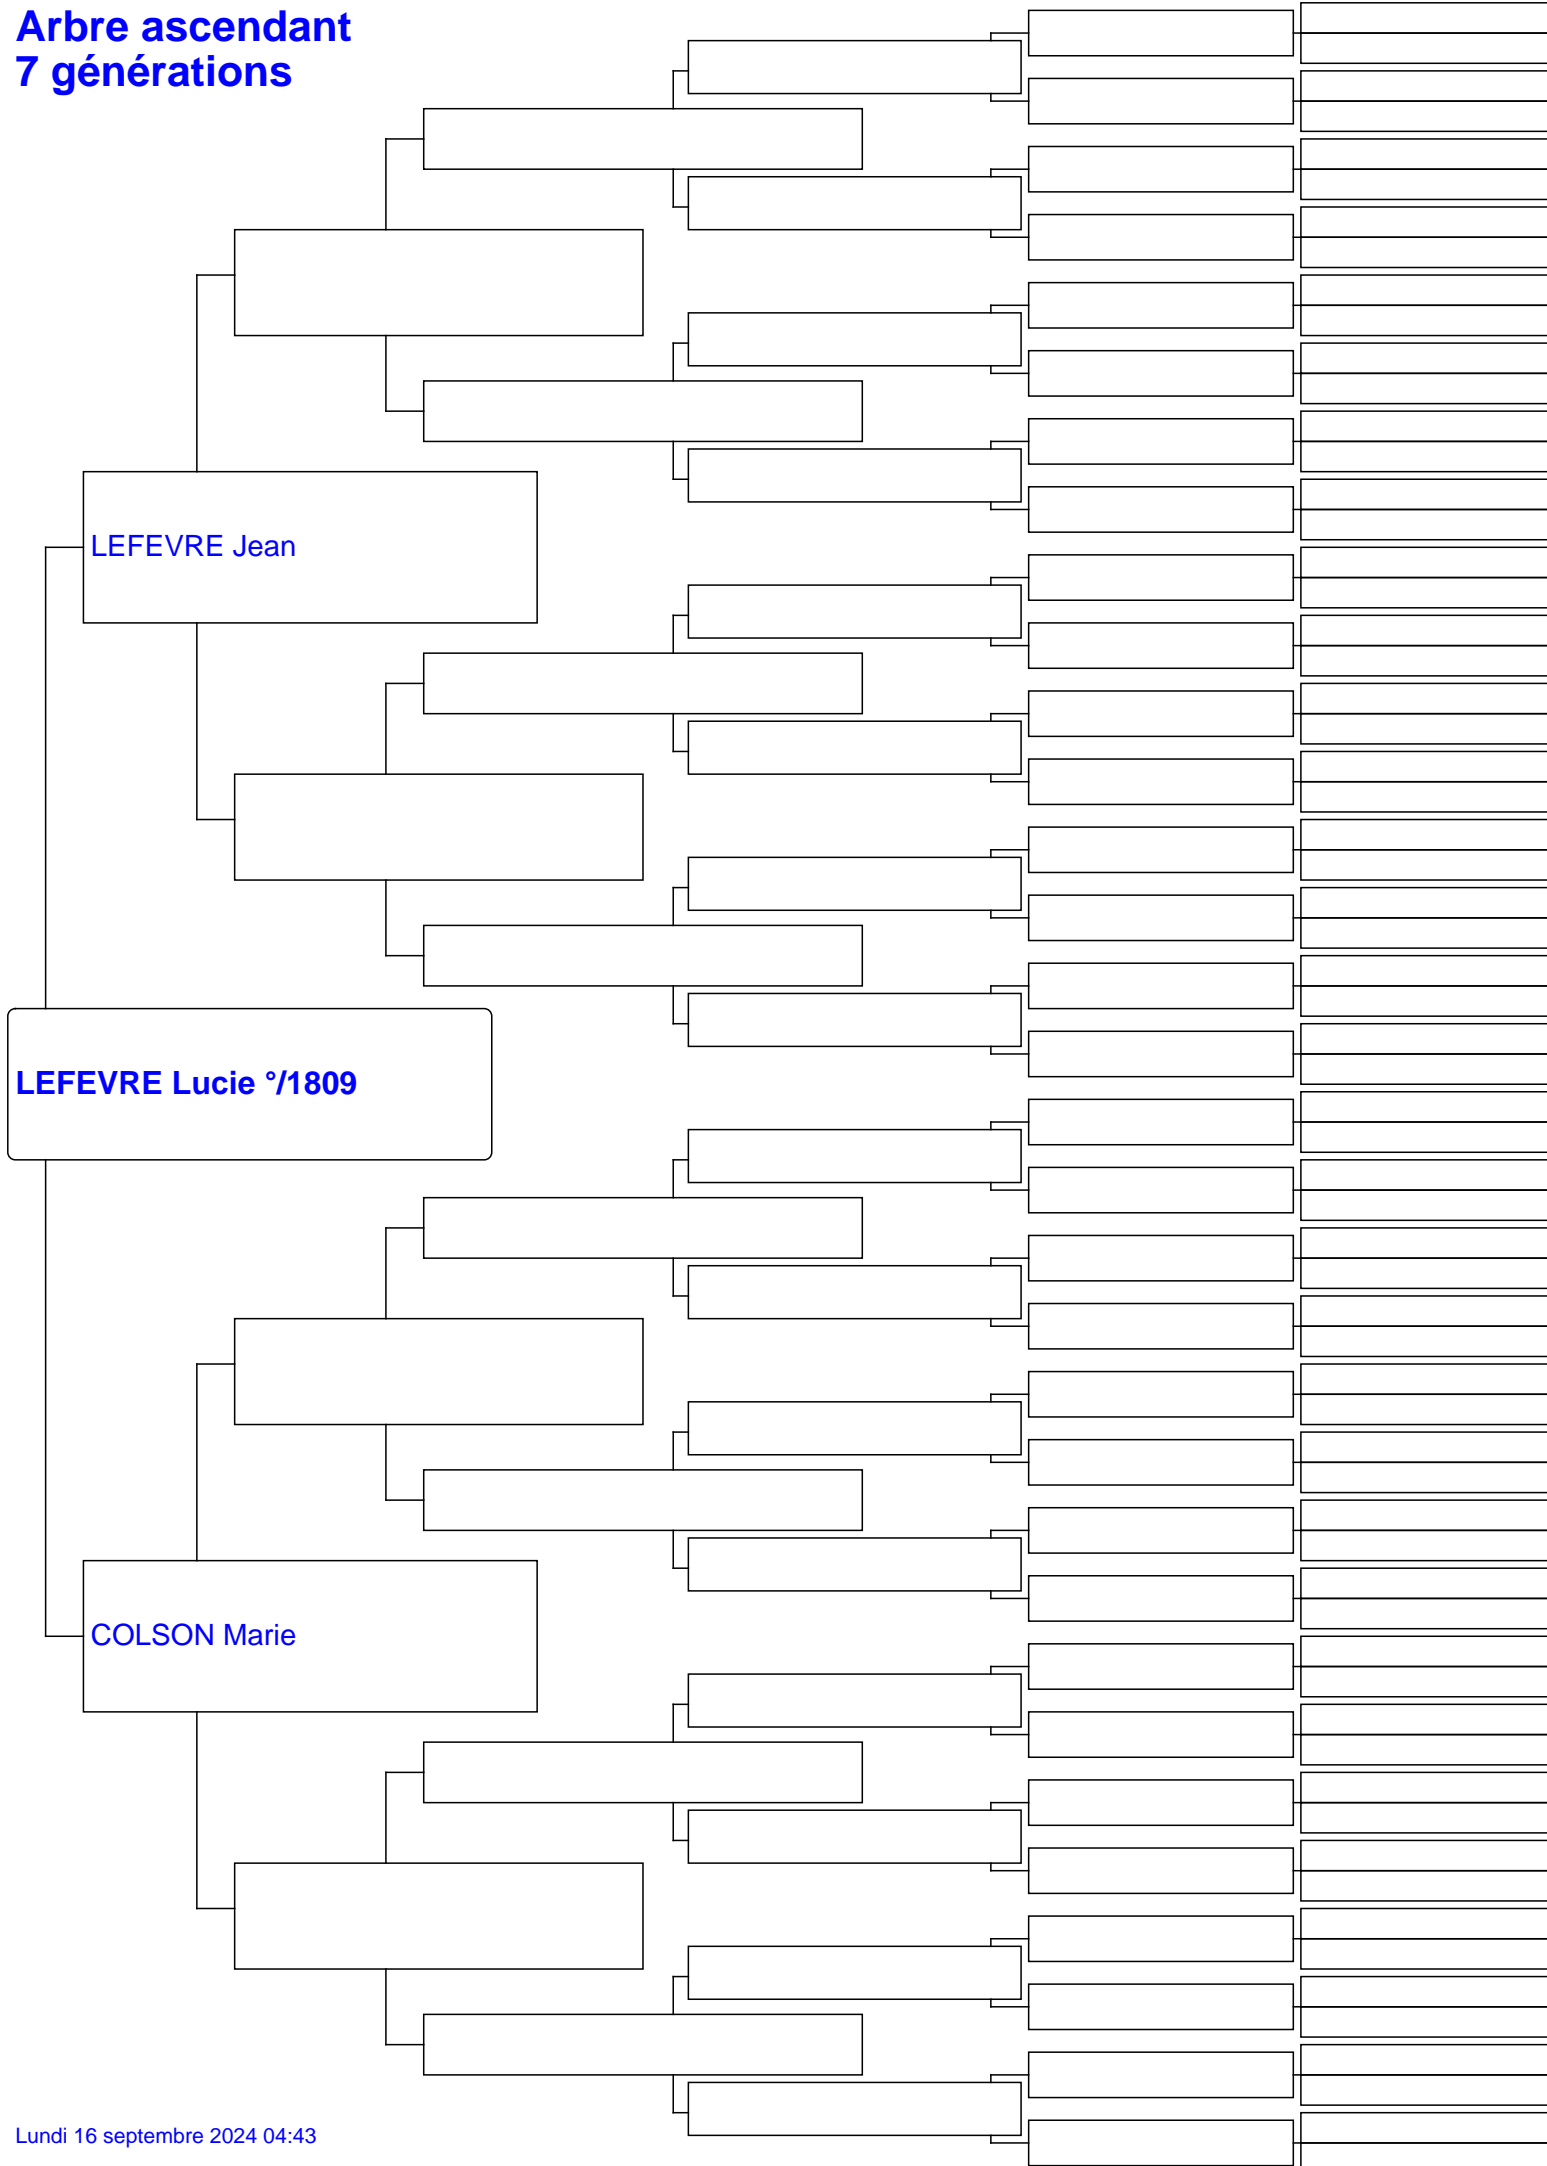 Arbre ascendant
7 générations
LEFEVRE Jean
LEFEVRE Lucie °/1809
COLSON Marie
Lundi 16 septembre 2024 04:43